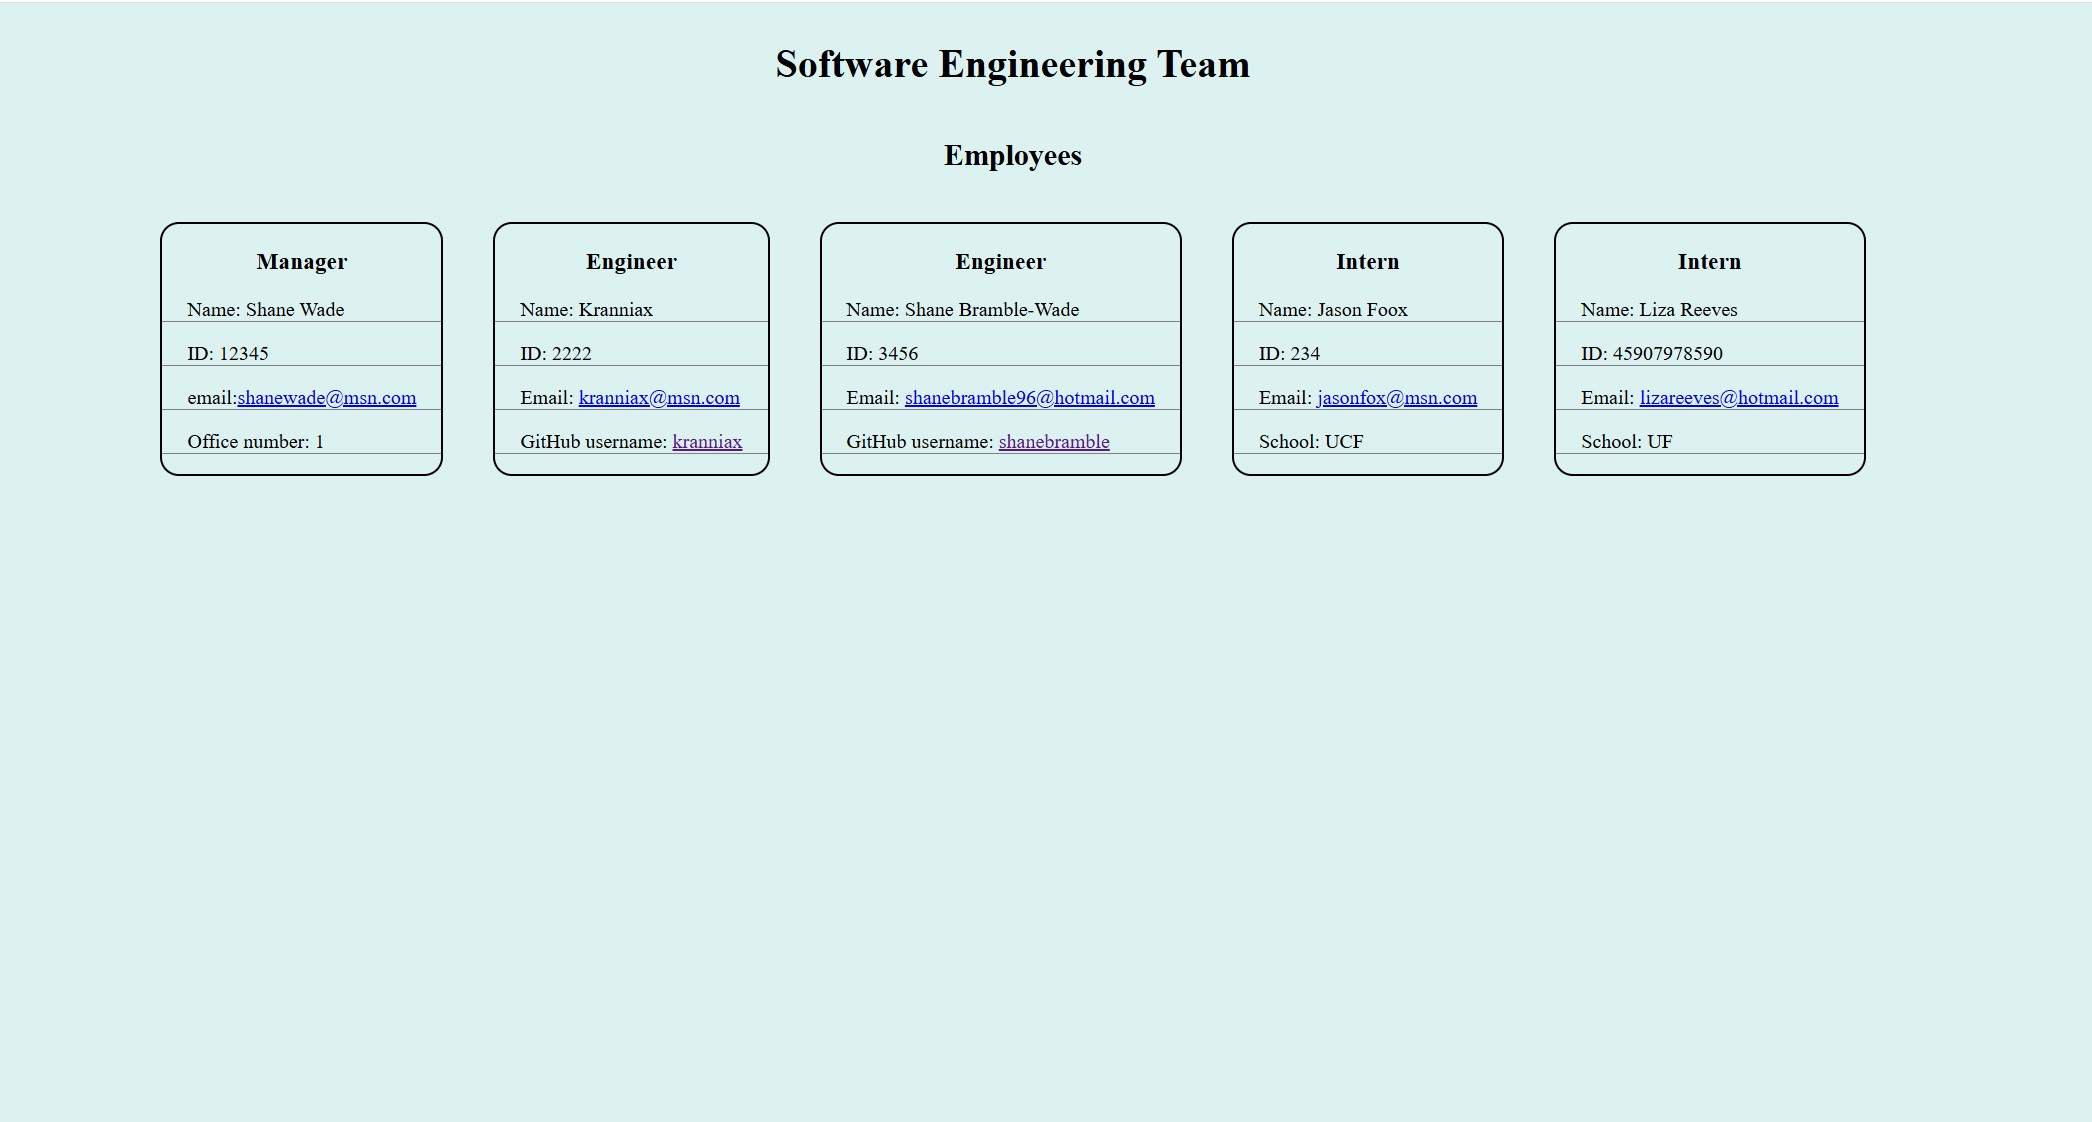 Software Engineering Team
Employees
Manager
Name: Shane Wade
ID: 12345
email:shanewade@msn.com
Office number: 1
Engineer
Name: Kranniax
ID: 2222
Email: kranniax@msn.com
GitHub username: kranniax
Engineer
Name: Shane Bramble-Wade
ID: 3456
Email: shanebramble96@hotmail.com
GitHub username: shanebramble
Intern
Name: Jason Foox
ID: 234
Email: jasonfox@msn.com
School: UCF
Intern
Name: Liza Reeves
ID: 45907978590
Email: lizareeves@hotmail.com
School: UF